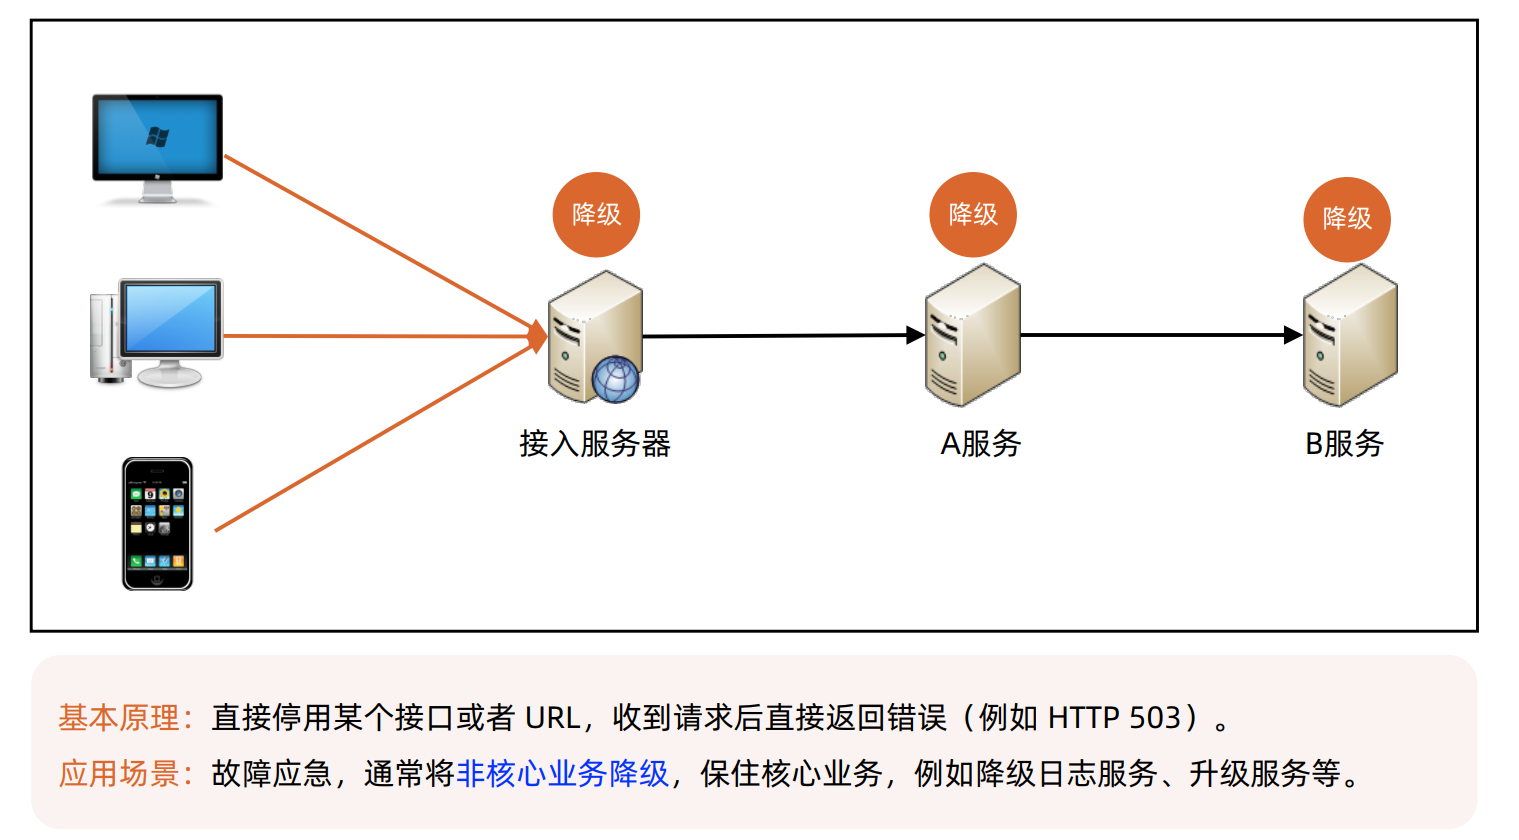 降级
降级
降级
接入服务器
A服务
B服务
基本原理：直接停用某个接口或者 URL，收到请求后直接返回错误（例如 HTTP 503）。
应用场景：故障应急，通常将非核心业务降级，保住核心业务，例如降级日志服务、升级服务等。